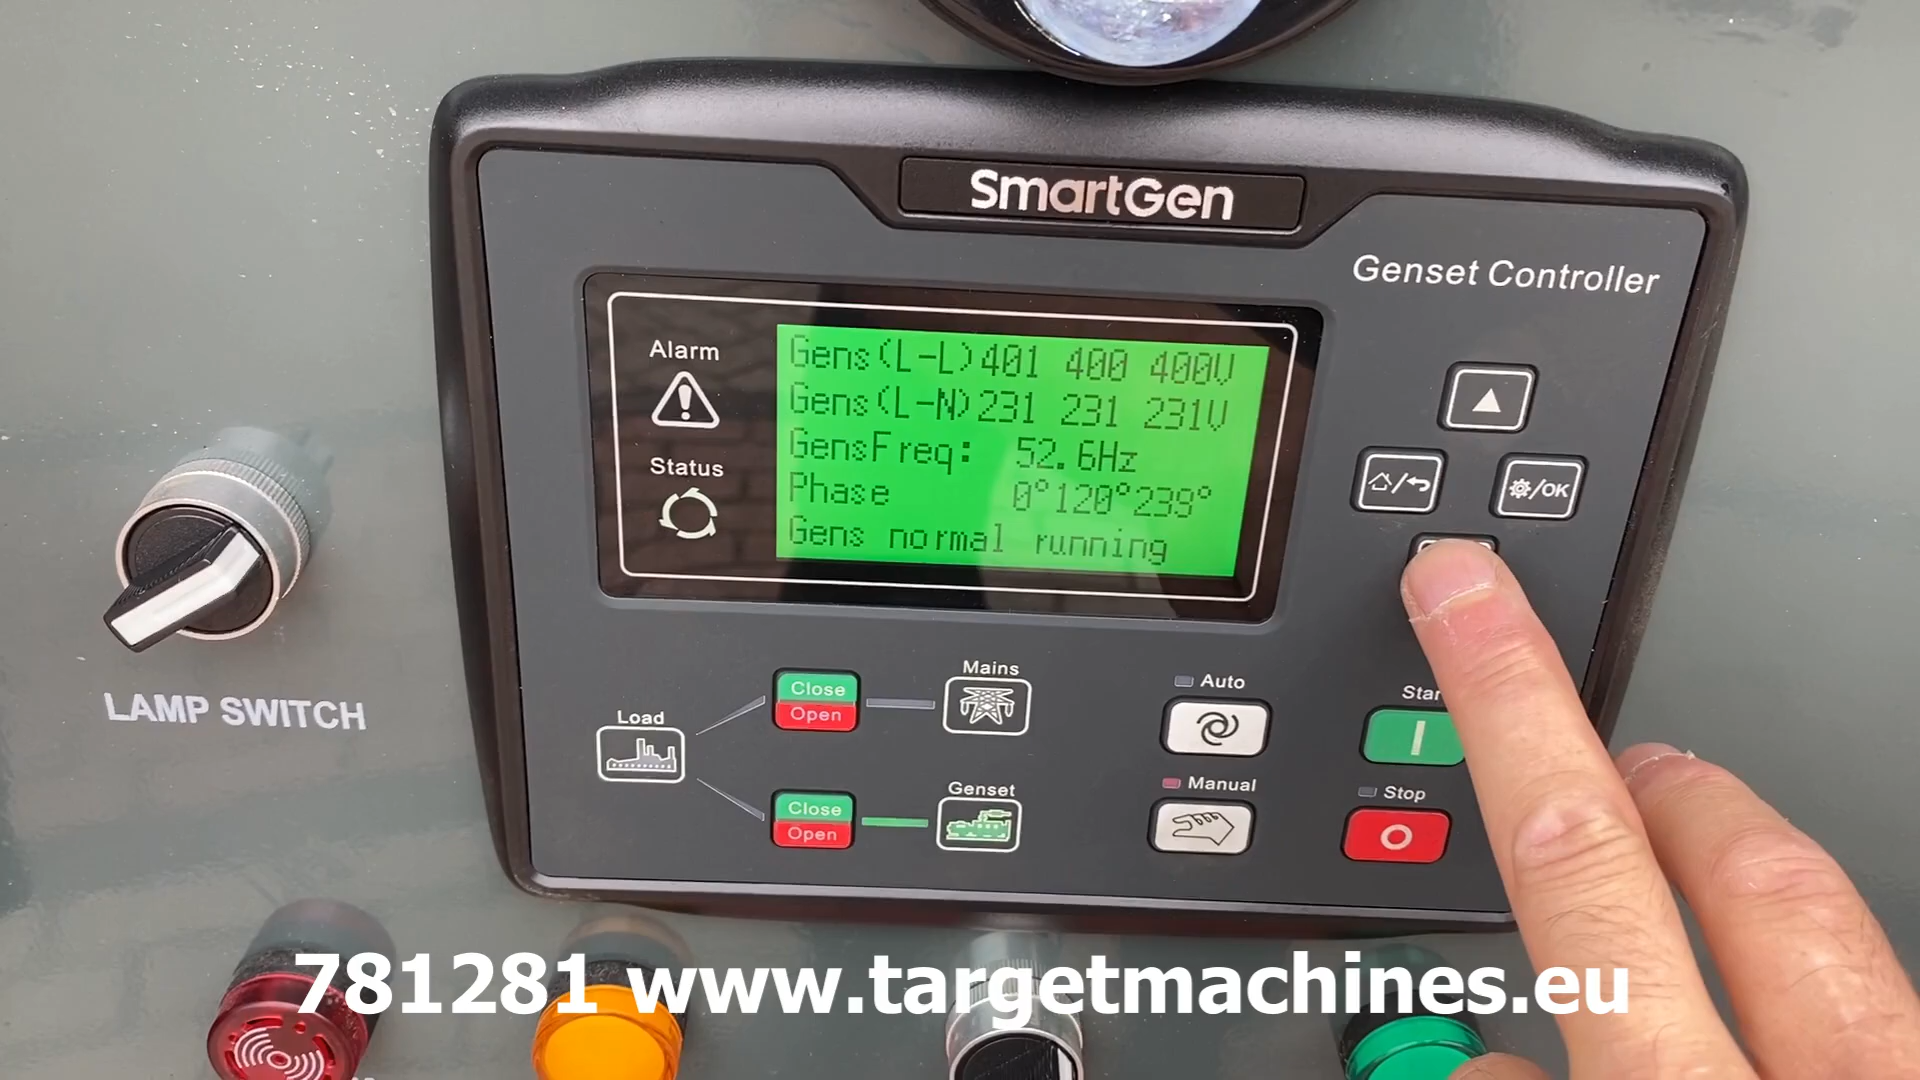 SmartGen
Genset Controller
Alarm
Status
Gens(L-L)401 400 400V
Gens(L-N)231 231 231V
GensFreq: 52.6Hz
Phase 0°120°239°
Gens normal running
/OK
LAMP SWITCH
Load
Close
Open
Mains
Close
Open
Genset
Auto
Manual
Star
Stop
781281 www.targetmachines.eu